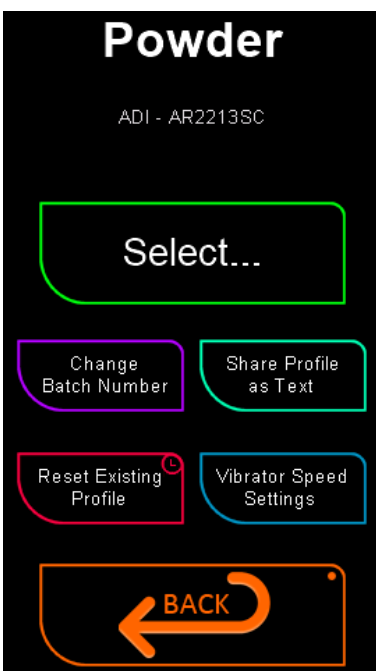 Powder
ADI - AR2213SC
Select...
Change
Batch Number
Share Profile
as Text
Reset Existing
Profile
Vibrator Speed
Settings
BACK